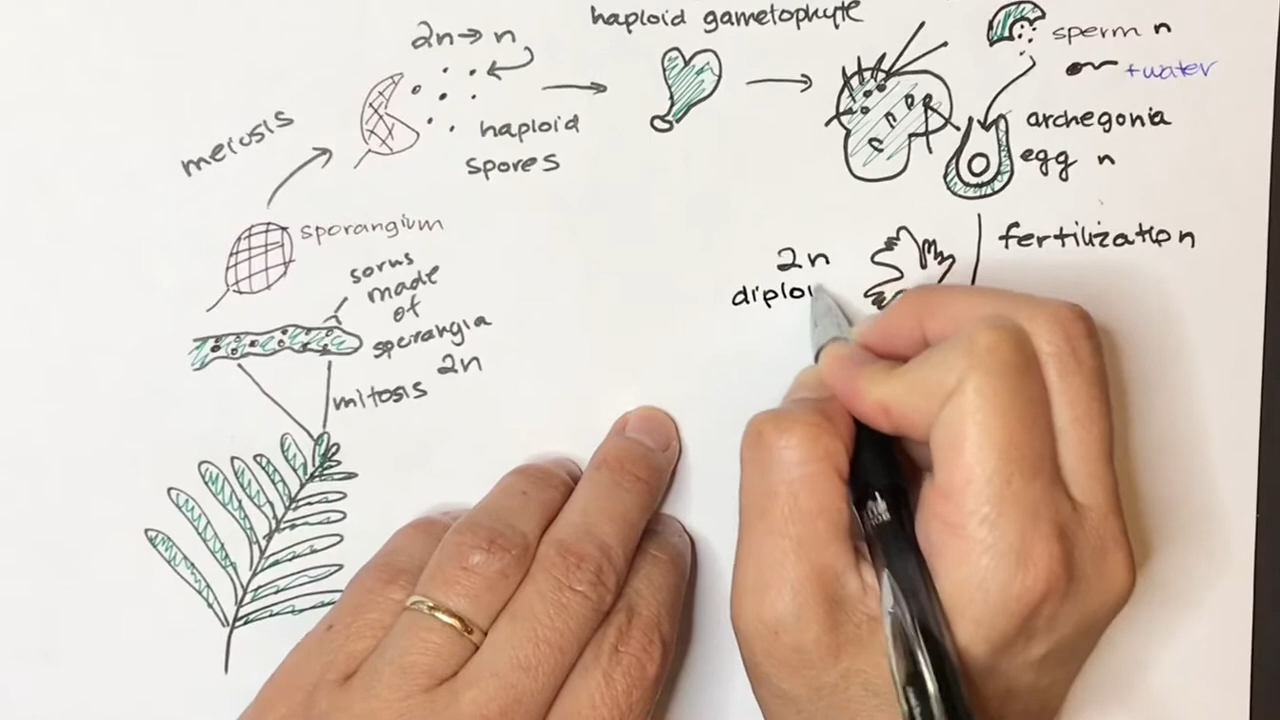 haploid gametophyte
2n → n
haploid
spores
meiosis
sporangium
sorus
made
of
sporangia
2n
mitosis
sperm n
+water
archegonia
egg n
fertilization
2n
diploi